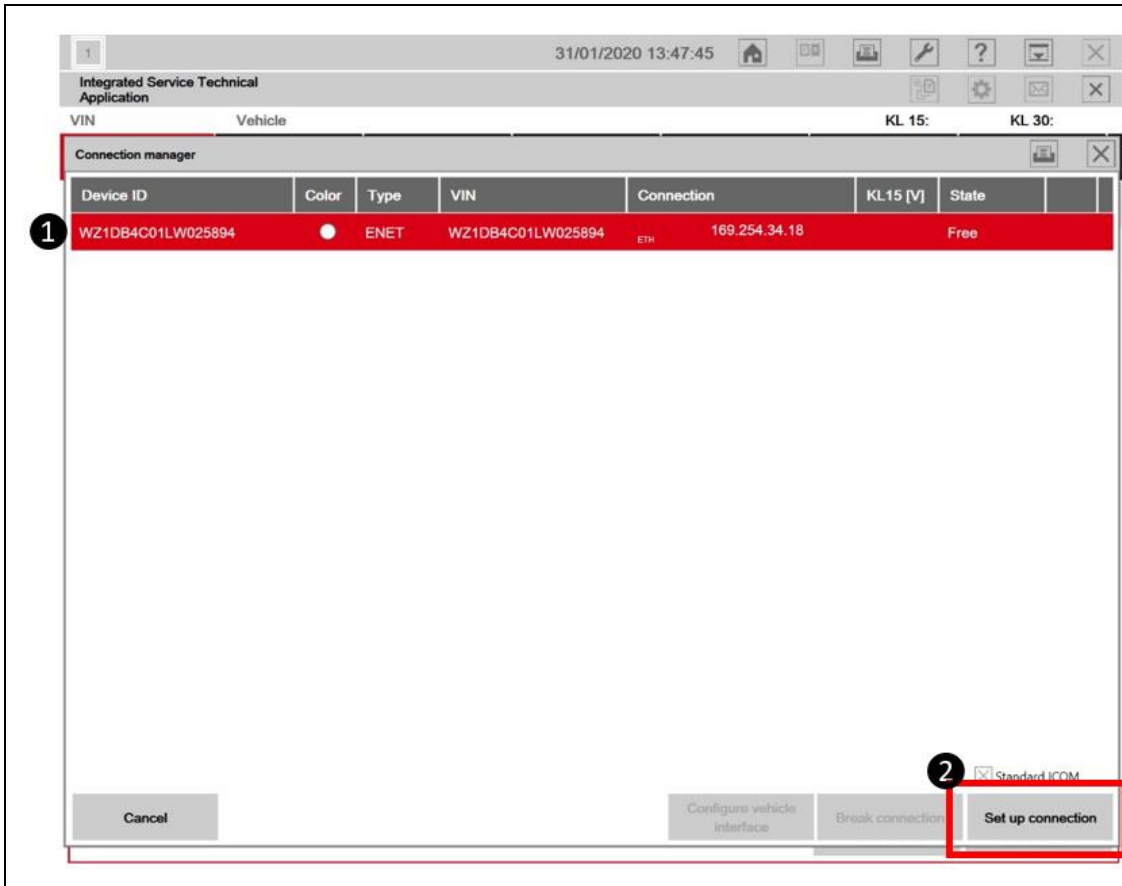 1
31/01/2020 13:47:45
?
Integrated Service Technical
Application
VIN Vehicle KL 15: KL 30:
Connection manager
Device ID Color Type VIN Connection KL15 [V] State
1 WZ1DB4C01LW025894 ENET WZ1DB4C01LW025894 ETH 169.254.34.18 Free
2 Standard ICOM
Cancel
Configure vehicle
interface
Break connection
Set up connection